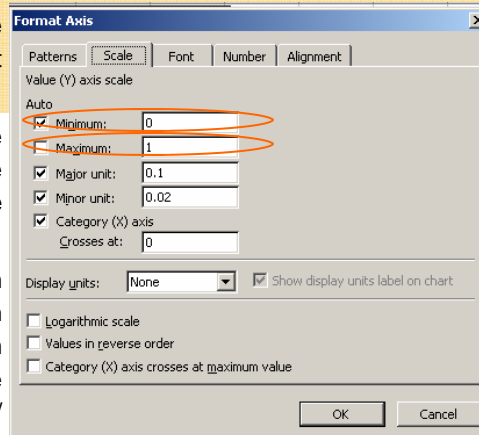 Format Axis
Patterns Scale Font Number Alignment
Value (Y) axis scale
Auto
Minimum: 0
Maximum: 1
Major unit: 0.1
Minor unit: 0.02
Category (X) axis
Crosses at: 0
Display units: None Show display units label on chart
Logarithmic scale
Values in reverse order
Category (X) axis crosses at maximum value
OK Cancel